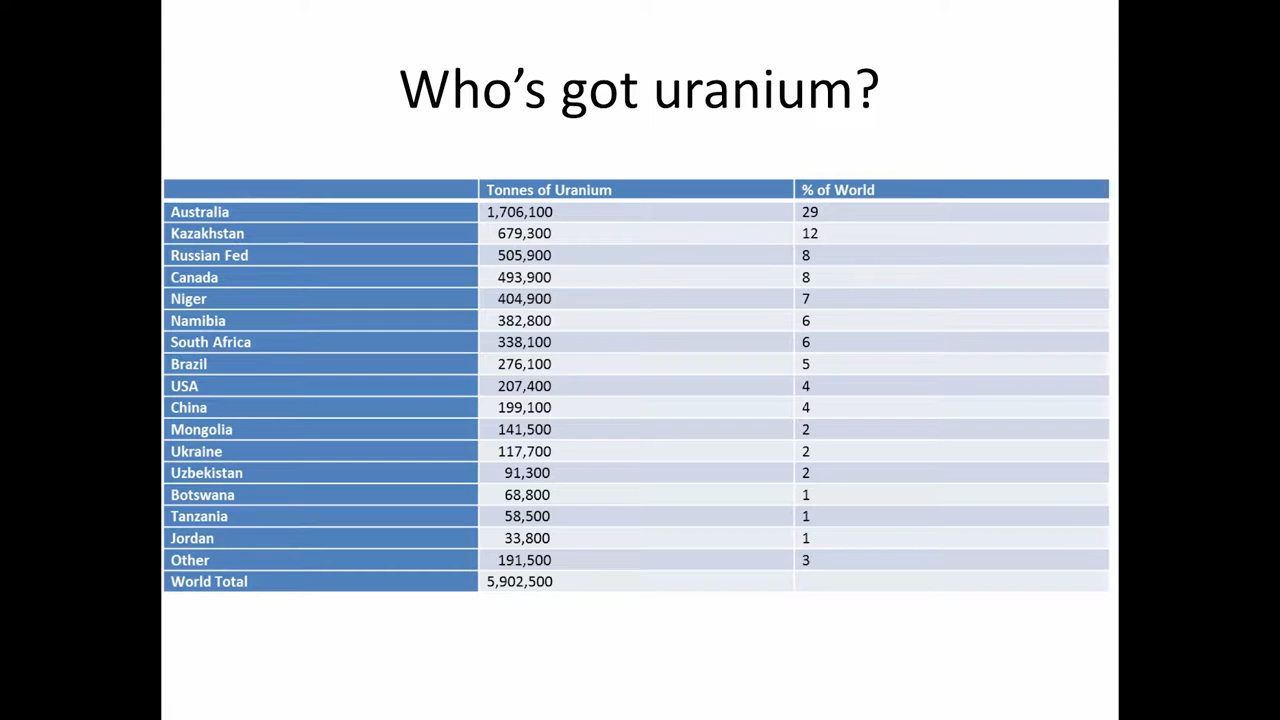 Who's got uranium?
Tonnes of Uranium % of World
Australia 1,706,100 29
Kazakhstan 679,300 12
Russian Fed 505,900 8
Canada 493,900 8
Niger 404,900 7
Namibia 382,800 6
South Africa 338,100 6
Brazil 276,100 5
USA 207,400 4
China 199,100 4
Mongolia 141,500 2
Ukraine 117,700 2
Uzbekistan 91,300 2
Botswana 68,800 1
Tanzania 58,500 1
Jordan 33,800 1
Other 191,500 3
World Total 5,902,500